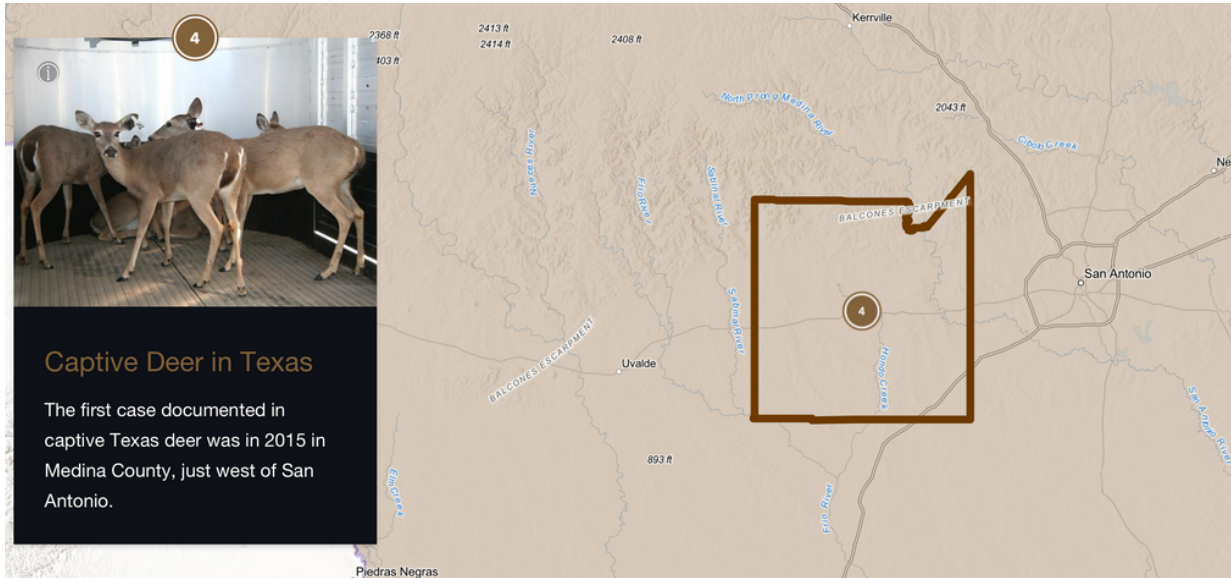 4
i
Captive Deer in Texas
The first case documented in
captive Texas deer was in 2015 in
Medina County, just west of San
Antonio.
Kerrville
2368 ft
2413 ft
2414 ft
2408 ft
403 ft
North Prong Medina River
2043 ft
Cibolo Creek
Ne
Nueces River
Frio River
Sabinal River
BALCONES ESCARPMENT
San Antonio
4
Sabinal River
BALCONES ESCARPMENT
Uvalde
Hondo Creek
San Antonio River
893 ft
Elm Creek
Frio River
Piedras Negras